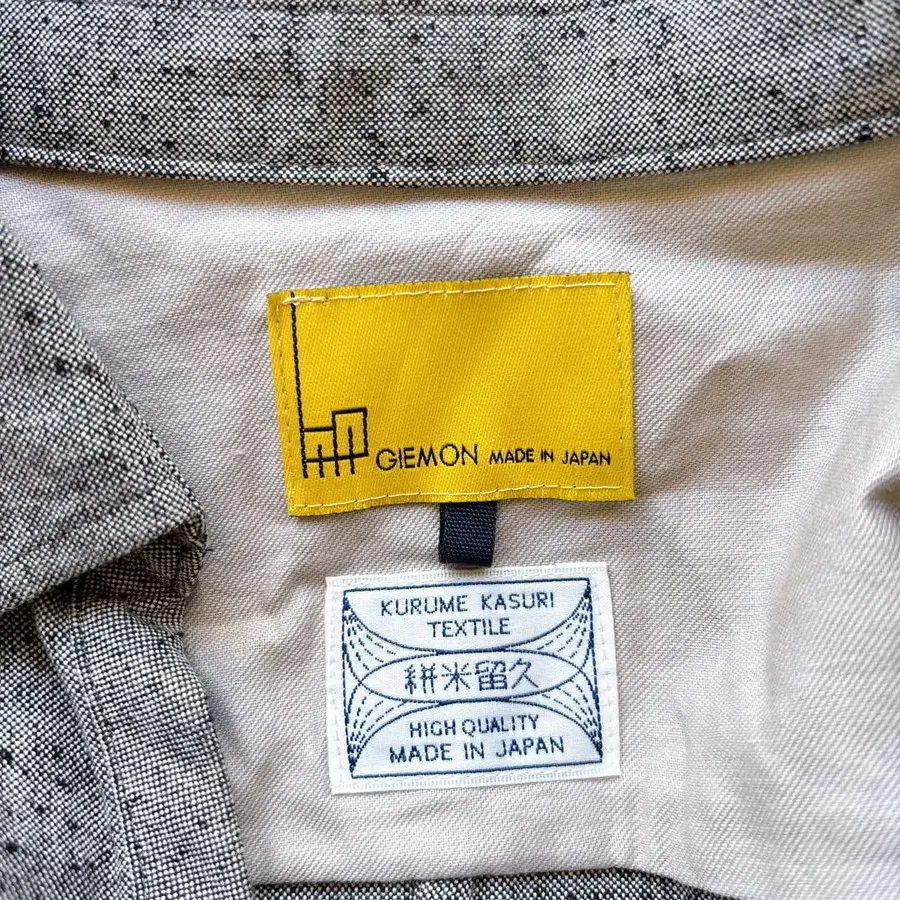 GIEMON MADE IN JAPAN
KURUME KASURI
TEXTILE
絣米留久
HIGH QUALITY
MADE IN JAPAN